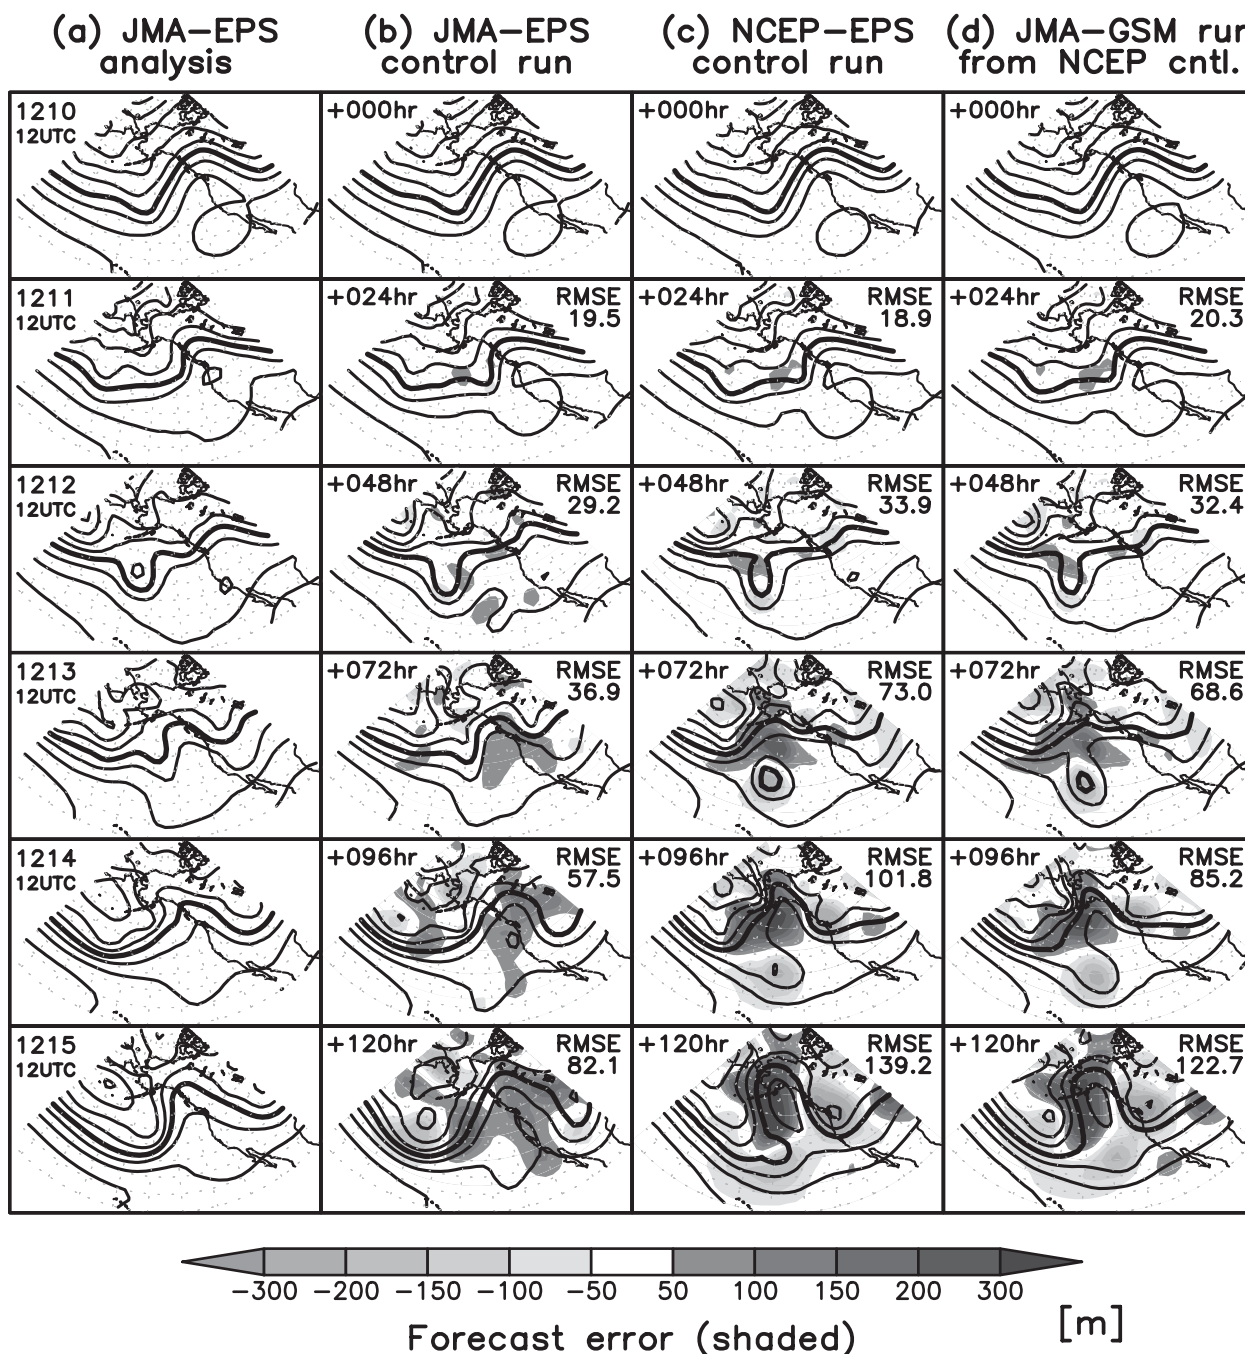 (a) JMA-EPS analysis
(b) JMA-EPS control run
(c) NCEP-EPS control run
(d) JMA-GSM run from NCEP cntl.
1210 12UTC
+000hr
+000hr
+000hr
1211 12UTC
+024hr RMSE 19.5
+024hr RMSE 18.9
+024hr RMSE 20.3
1212 12UTC
+048hr RMSE 29.2
+048hr RMSE 33.9
+048hr RMSE 32.4
1213 12UTC
+072hr RMSE 36.9
+072hr RMSE 73.0
+072hr RMSE 68.6
1214 12UTC
+096hr RMSE 57.5
+096hr RMSE 101.8
+096hr RMSE 85.2
1215 12UTC
+120hr RMSE 82.1
+120hr RMSE 139.2
+120hr RMSE 122.7
-300 -200 -150 -100 -50 50 100 150 200 300
[m]
Forecast error (shaded)